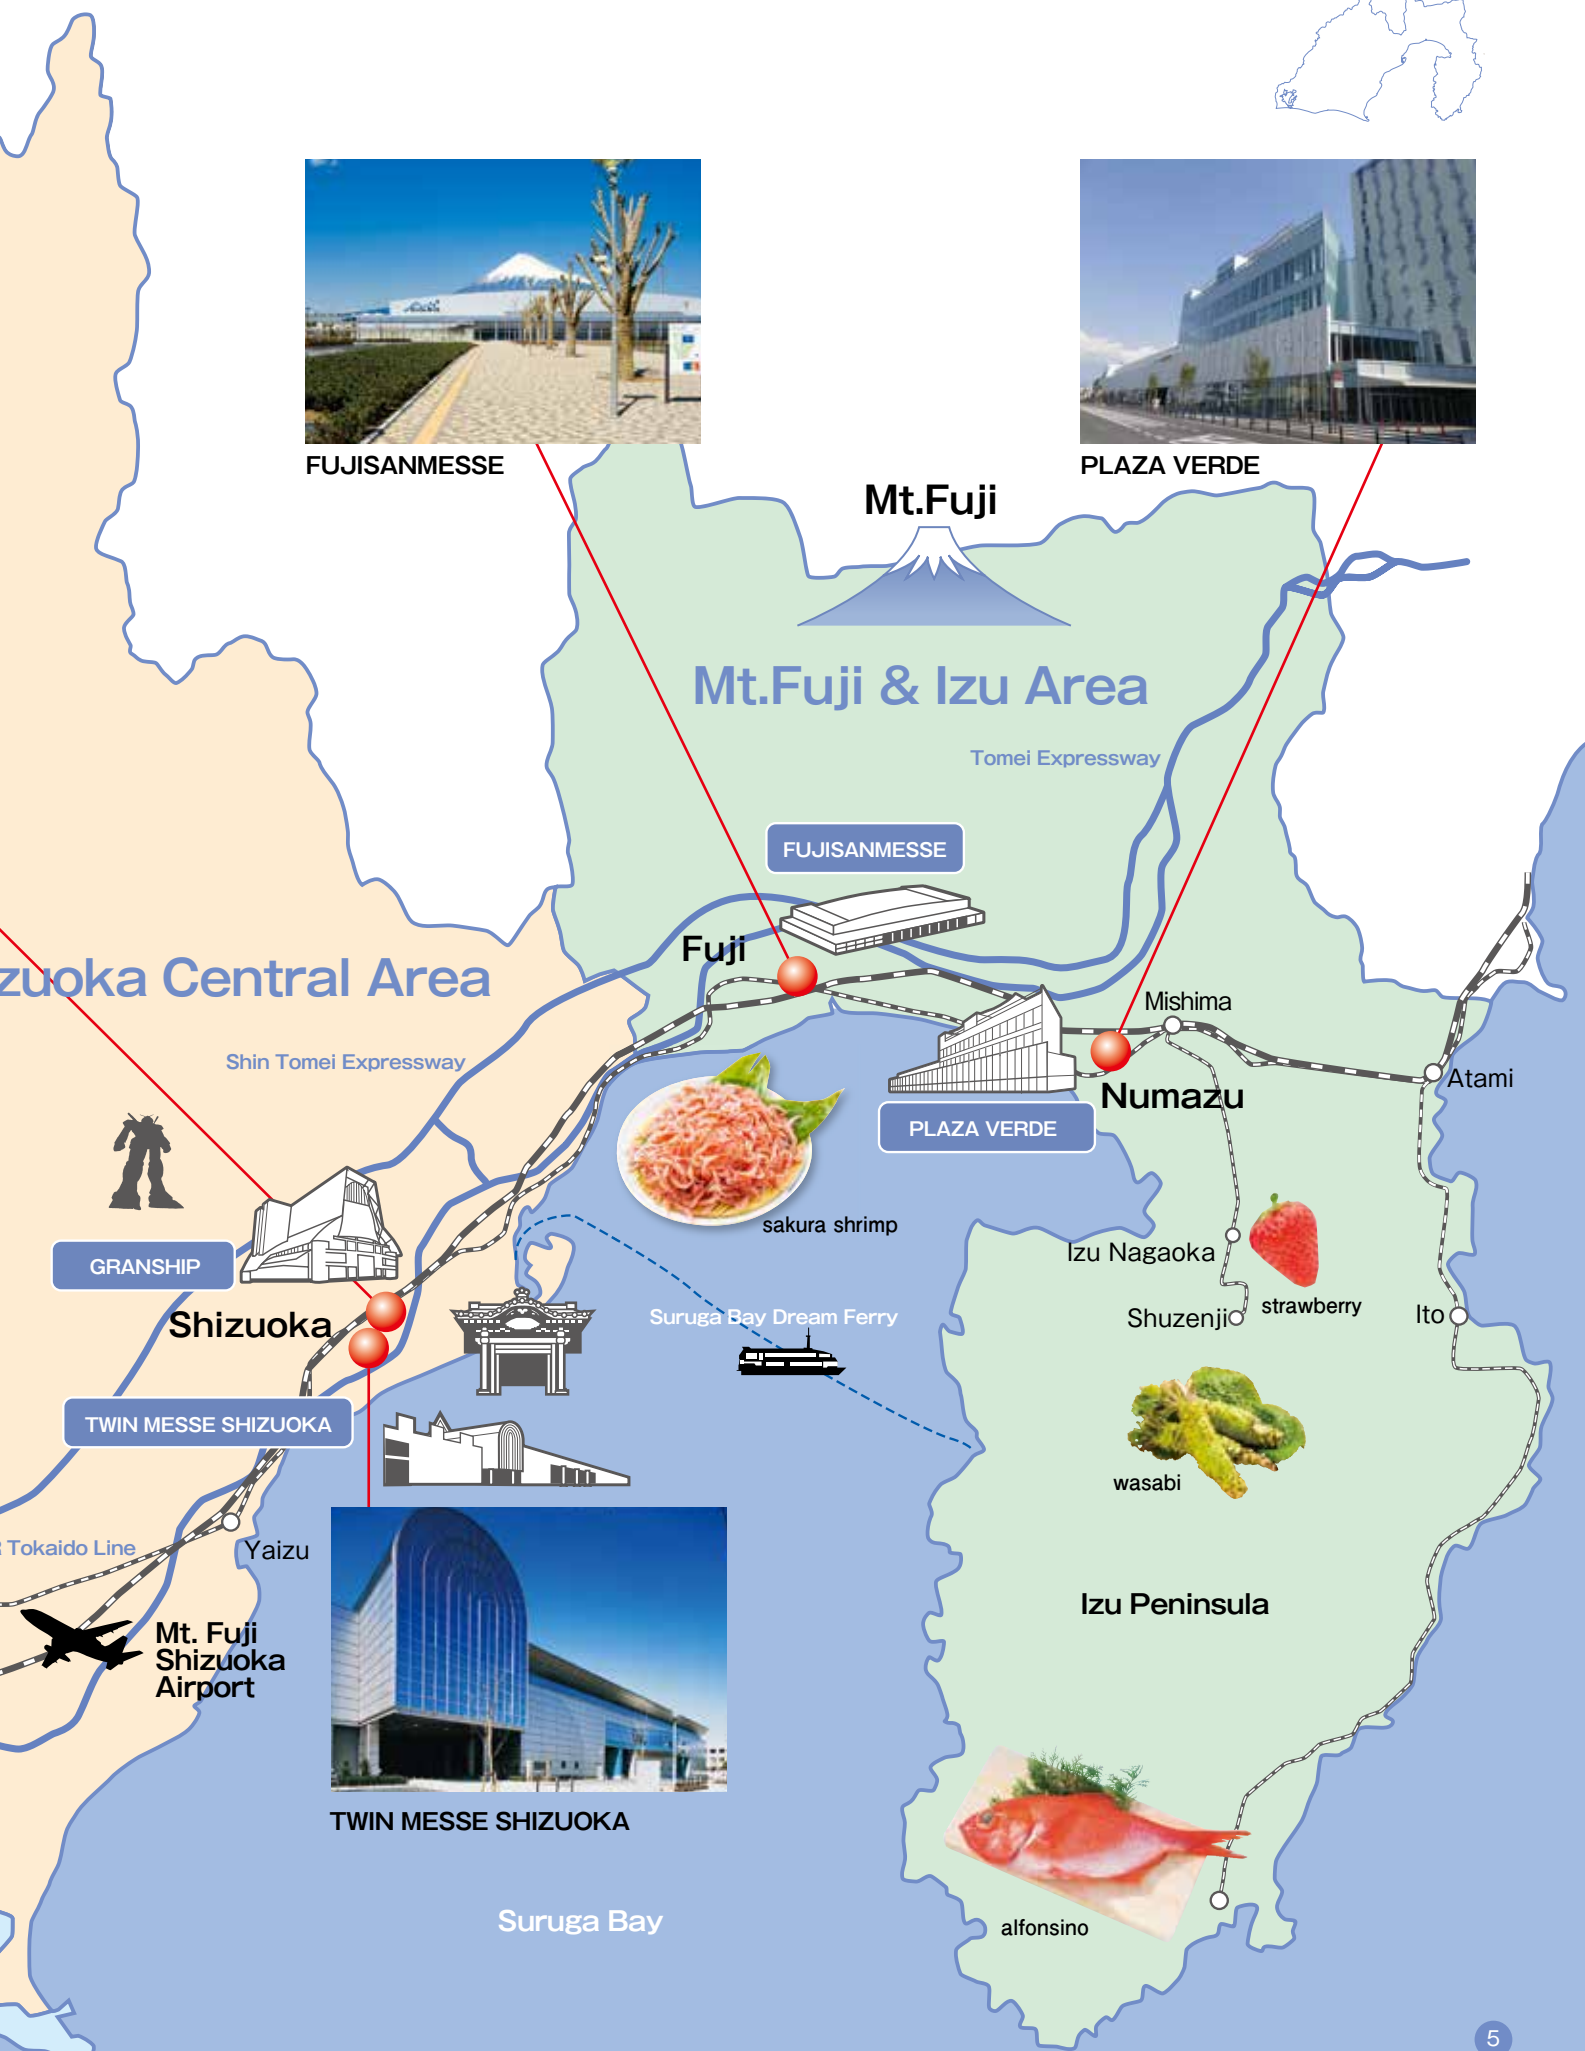 FUJISANMESSE
PLAZA VERDE
Mt.Fuji
Mt.Fuji & Izu Area
Tomei Expressway
FUJISANMESSE
Fuji
zuoka Central Area
Mishima
Shin Tomei Expressway
Atami
Numazu
PLAZA VERDE
sakura shrimp
Izu Nagaoka
GRANSHIP
strawberry
Shizuoka
Suruga Bay Dream Ferry
Shuzenji
Ito
TWIN MESSE SHIZUOKA
wasabi
Tokaido Line
Yaizu
Izu Peninsula
Mt. Fuji
Shizuoka
Airport
TWIN MESSE SHIZUOKA
Suruga Bay
alfonsino
5